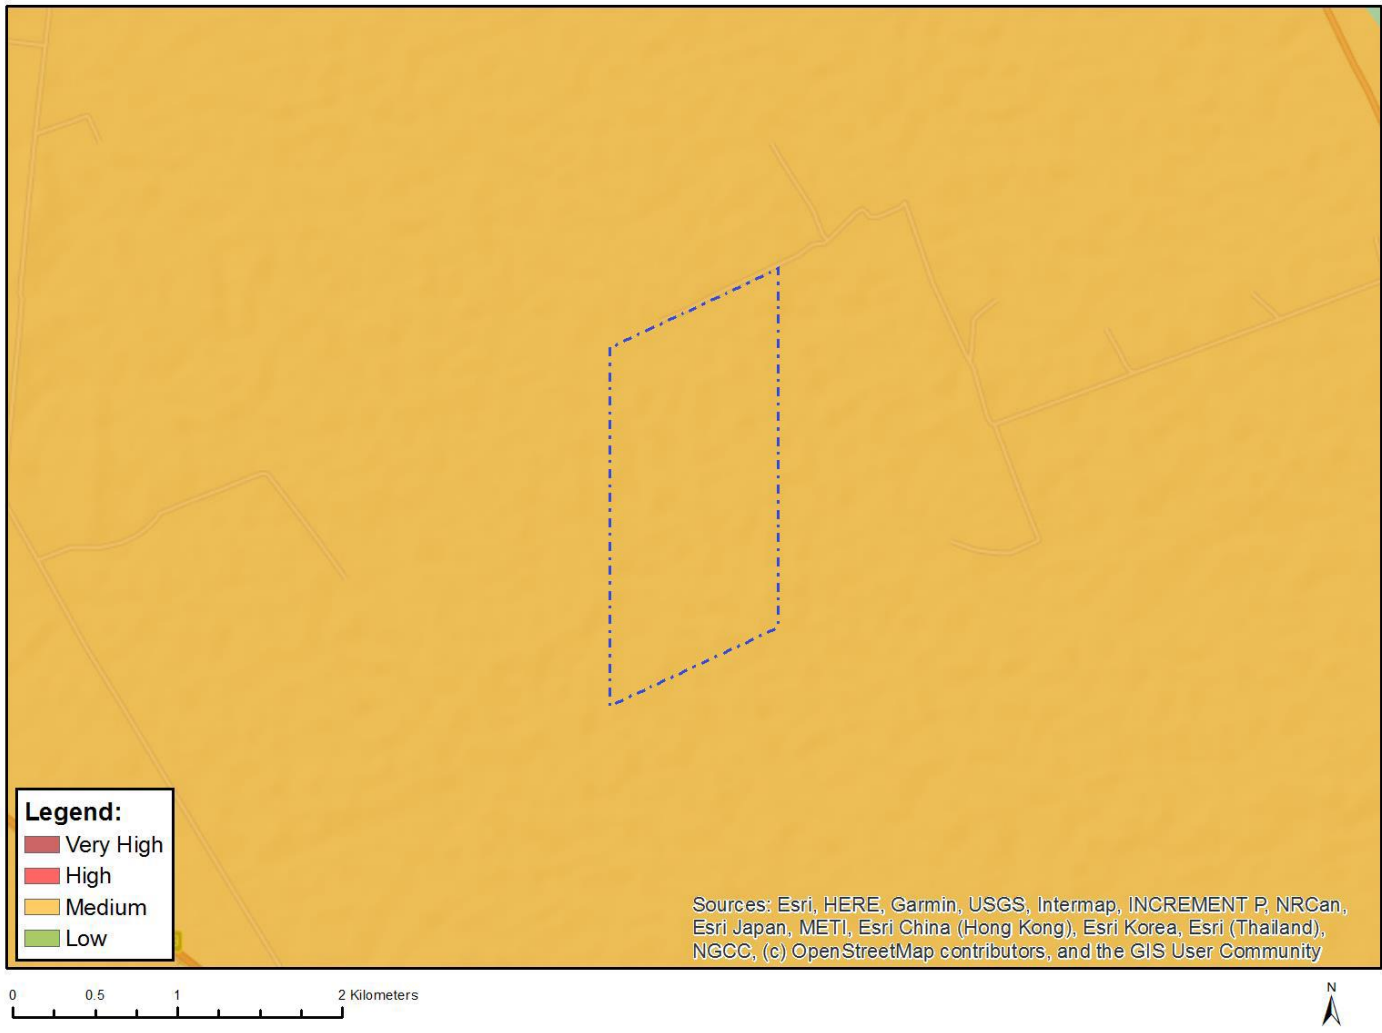 Legend:
Very High
High
Medium
Low
Sources: Esri, HERE, Garmin, USGS, Intermap, INCREMENT P, NRCan,
Esri Japan, METI, Esri China (Hong Kong), Esri Korea, Esri (Thailand),
NGCC, (c) OpenStreetMap contributors, and the GIS User Community
0 0.5 1 2 Kilometers
N